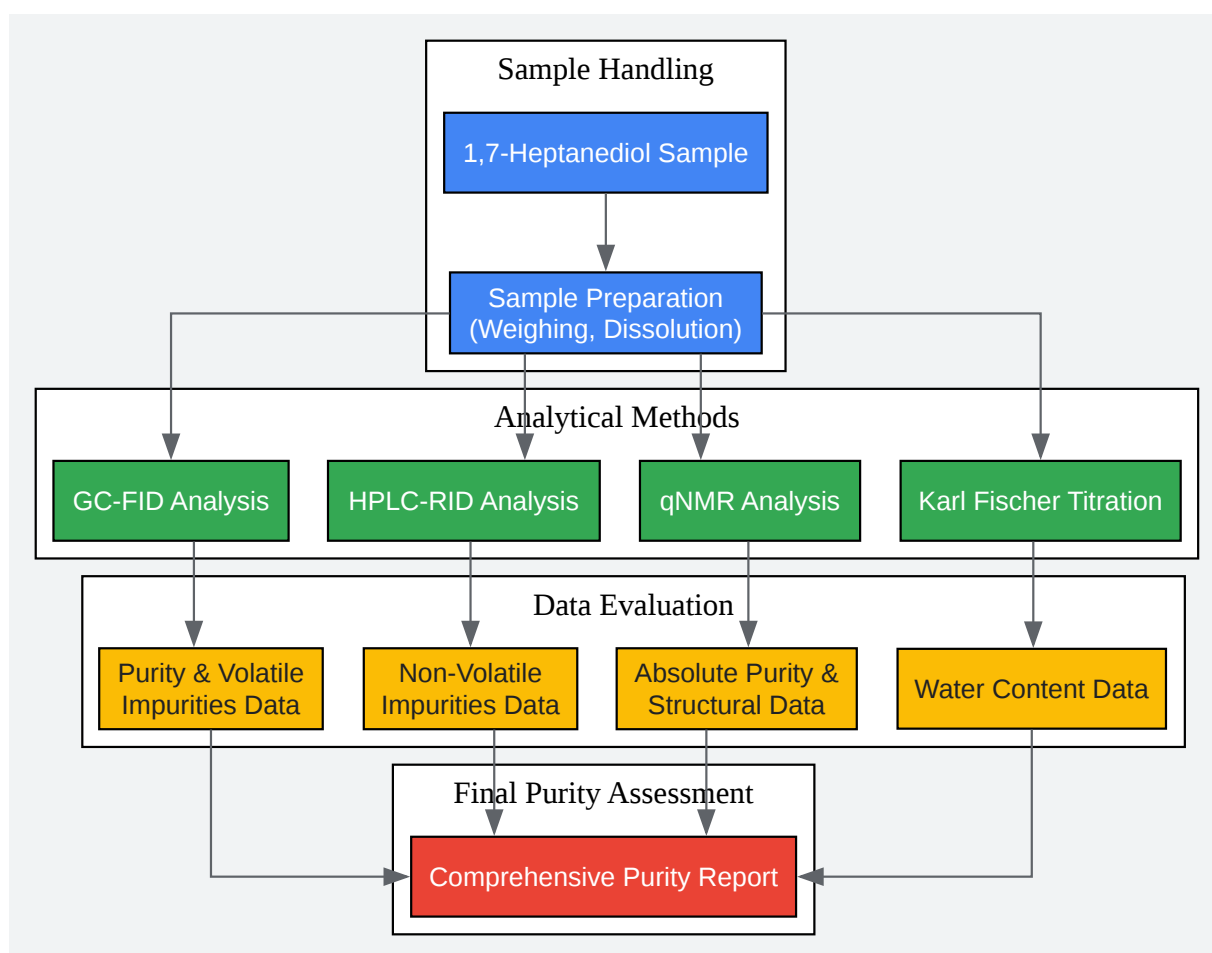 Sample Handling
1,7-Heptanediol Sample
Sample Preparation
(Weighing, Dissolution)
Analytical Methods
GC-FID Analysis
HPLC-RID Analysis
qNMR Analysis
Karl Fischer Titration
Data Evaluation
Purity & Volatile
Impurities Data
Non-Volatile
Impurities Data
Absolute Purity &
Structural Data
Water Content Data
Final Purity Assessment
Comprehensive Purity Report